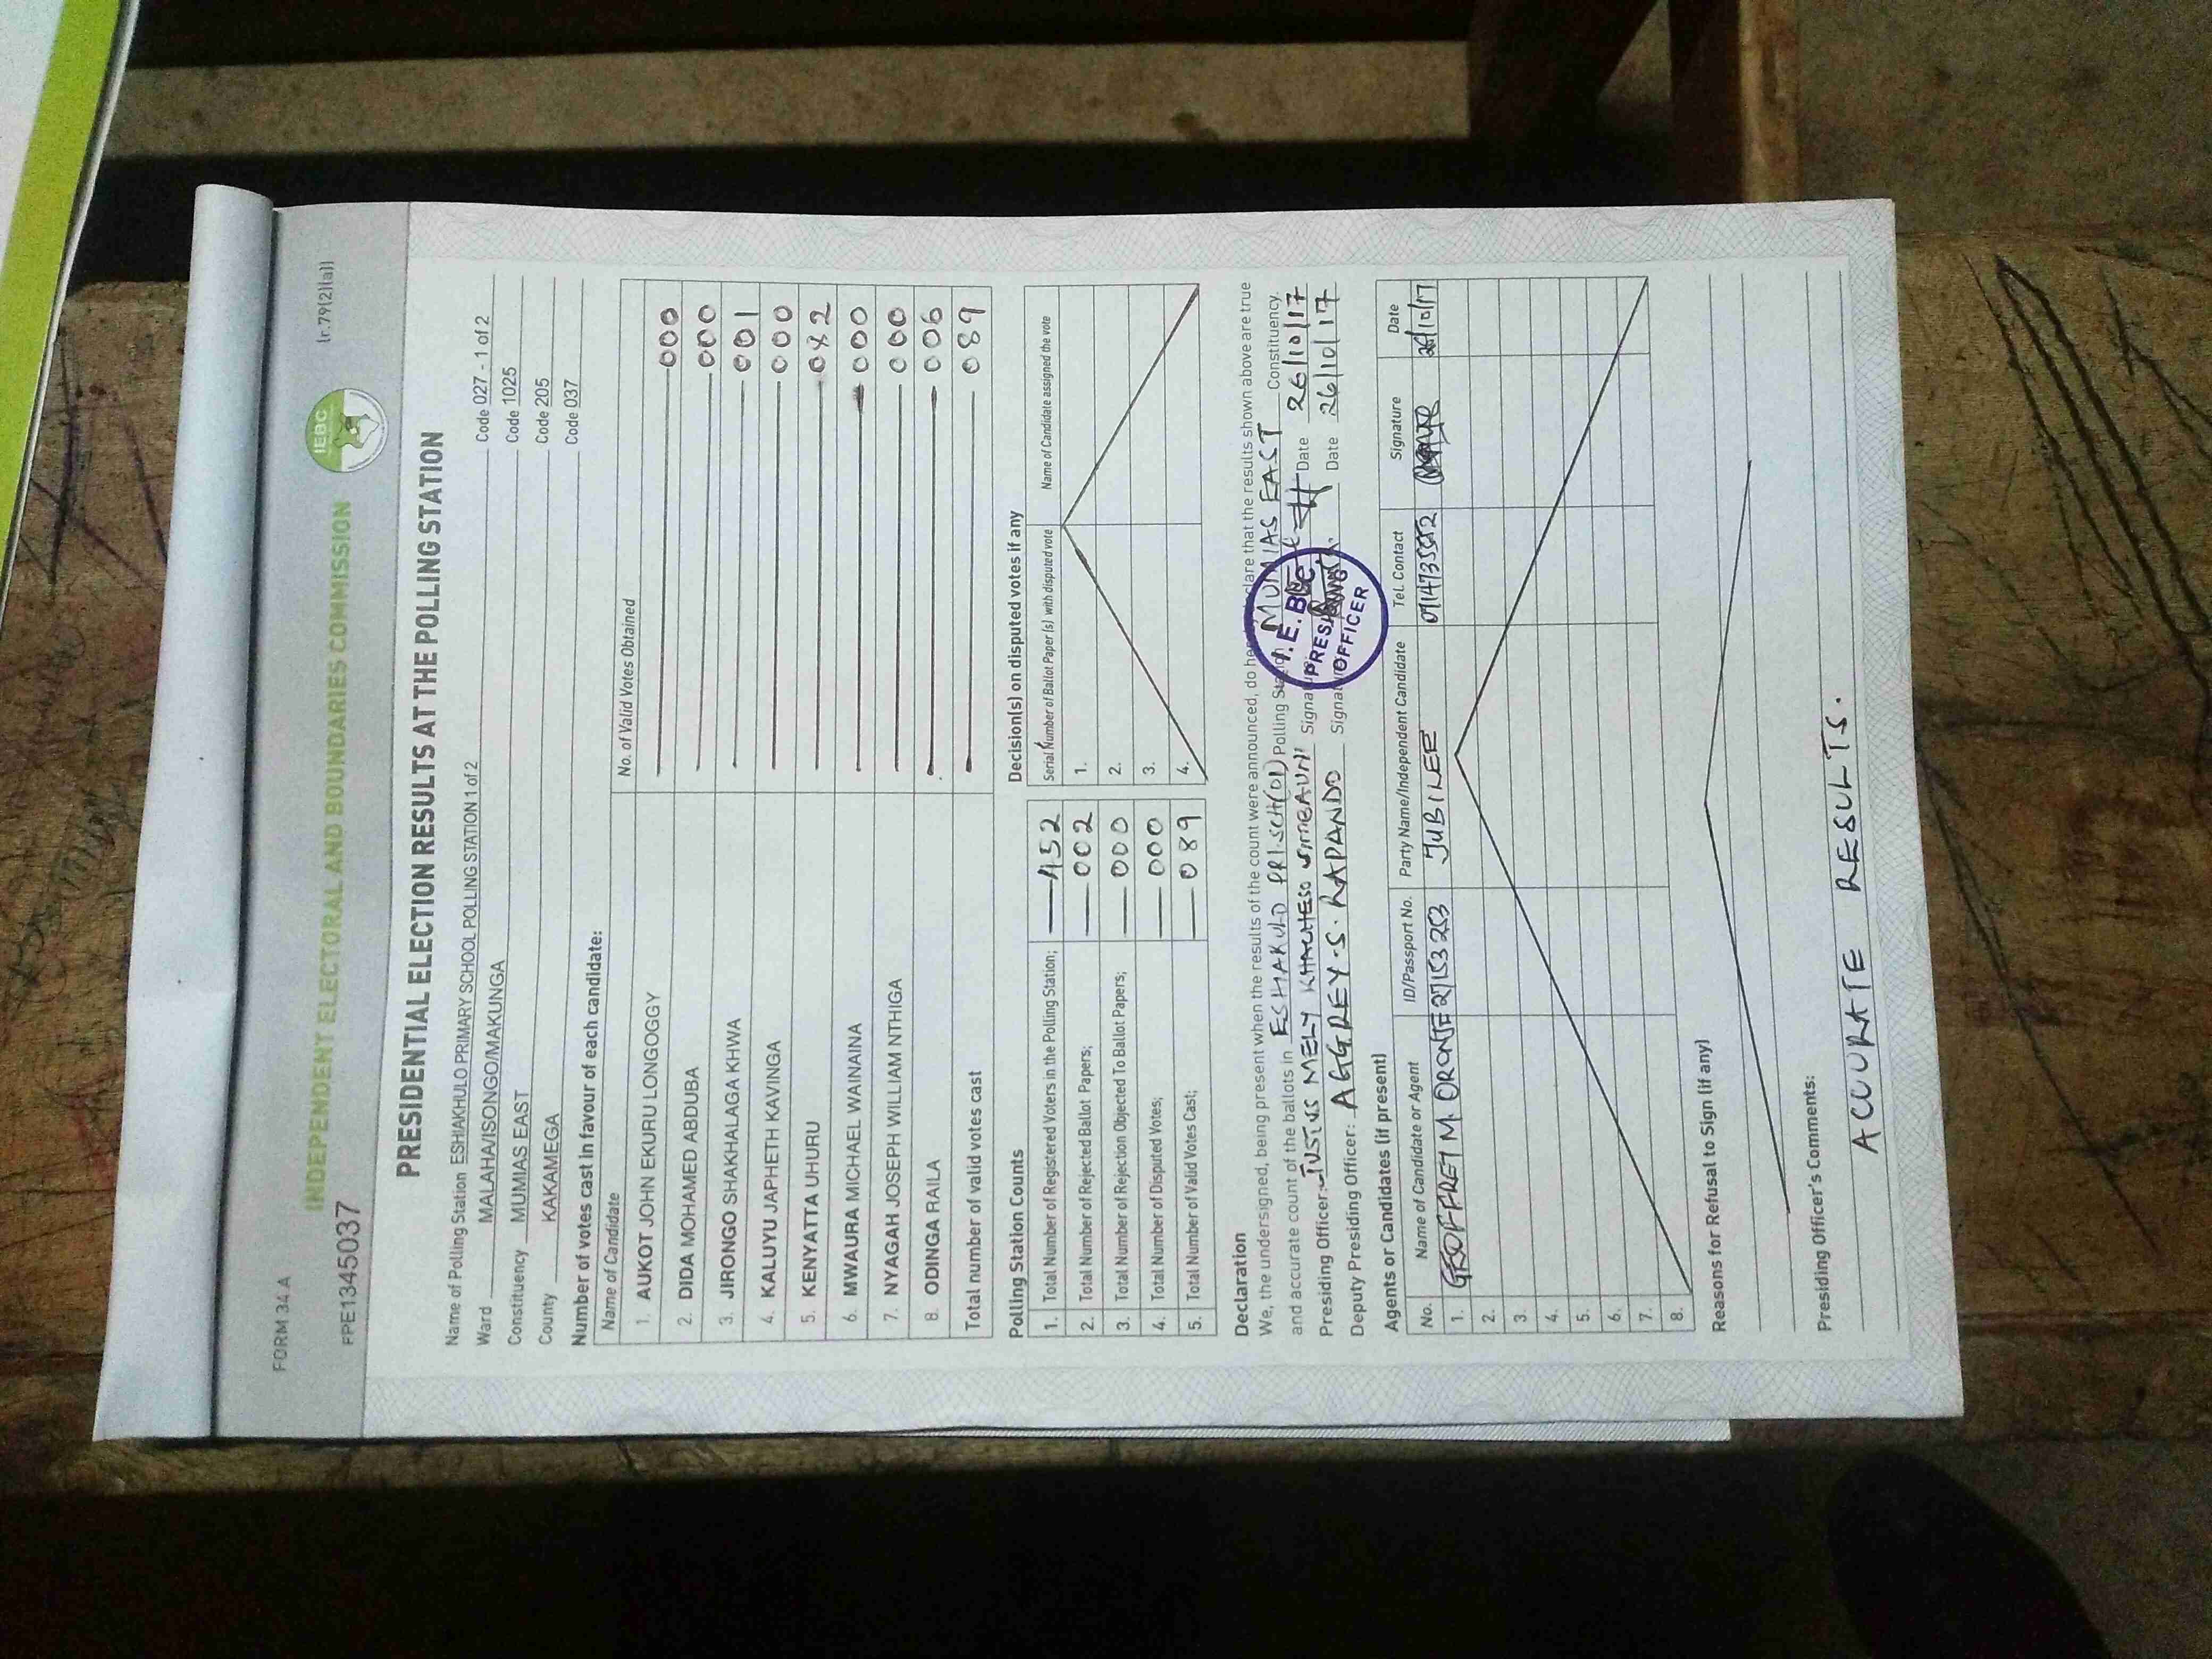 FORM 34 A
(r.79(2)(a))
INDEPENDENT ELECTORAL AND BOUNDARIES COMMISSION
IEBC
FPE1345037
PRESIDENTIAL ELECTION RESULTS AT THE POLLING STATION
Name of Polling Station ESHIAKHULO PRIMARY SCHOOL POLLING STATION 1 of 2 Code 027 - 1 of 2
Ward MALAHA/ISONGO/MAKUNGA Code 1025
Constituency MUMIAS EAST Code 205
County KAKAMEGA Code 037
Number of votes cast in favour of each candidate:
Name of Candidate No. of Valid Votes Obtained
1. AUKOT JOHN EKURU LONGOGGY 000
2. DIDA MOHAMED ABDUBA 000
3. JIRONGO SHAKHALAGA KHWA 001
4. KALUYU JAPHETH KAVINGA 000
5. KENYATTA UHURU 082
6. MWAURA MICHAEL WAINAINA 000
7. NYAGAH JOSEPH WILLIAM NTHIGA 000
8. ODINGA RAILA 006
Total number of valid votes cast 089
Polling Station Counts
1. Total Number of Registered Voters in the Polling Station; 452
2. Total Number of Rejected Ballot Papers; 002
3. Total Number of Rejection Objected To Ballot Papers; 000
4. Total Number of Disputed Votes; 000
5. Total Number of Valid Votes Cast; 089
Decision(s) on disputed votes if any
Serial Number of Ballot Paper (s) with disputed vote Name of Candidate assigned the vote
1.
2.
3.
4.
Declaration
We, the undersigned, being present when the results of the count were announced, do hereby declare that the results shown above are true
and accurate count of the ballots in ESHIAKULO PRI-SCH(01) Polling Station MUMIAS EAST Constituency.
Presiding Officer: JUSTUS MELY Date 26/10/17
Deputy Presiding Officer: AGGREY.S. RAPANDO Signature Date 26/10/17
I.E.B.C
PRESIDING
OFFICER
Agents or Candidates (if present)
No. Name of Candidate or Agent ID/Passport No. Party Name/Independent Candidate Tel. Contact Signature Date
1. GEOFFREY M. 27153253 JUBILEE 26/10/17
2.
3.
4.
5.
6.
7.
8.
Reasons for Refusal to Sign (if any)
Presiding Officer's Comments:
ACCURATE RESULTS.